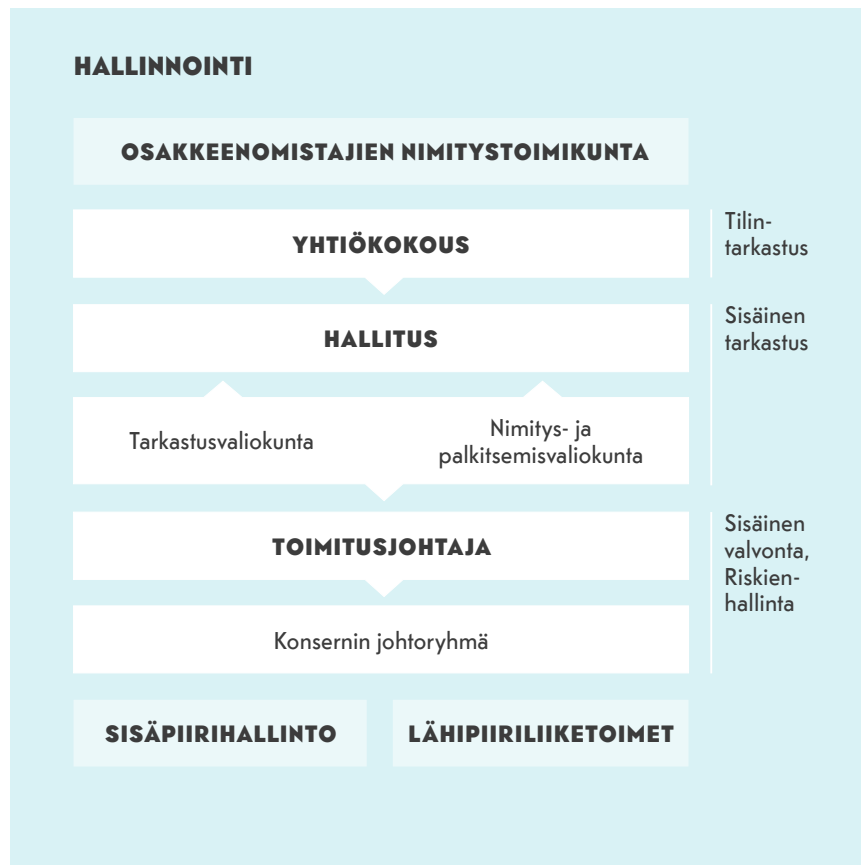 HALLINNOINTI
OSAKKEENOMISTAJIEN NIMITYSTOIMIKUNTA
YHTIÖKOKOUS
Tilin-
tarkastus
HALLITUS
Sisäinen
tarkastus
Tarkastusvaliokunta
Nimitys- ja
palkitsemisvaliokunta
TOIMITUSJOHTAJA
Sisäinen
valvonta,
Riskien-
hallinta
Konsernin johtoryhmä
SISÄPIIRIHALLINTO
LÄHIPIIRILIIKETOIMET